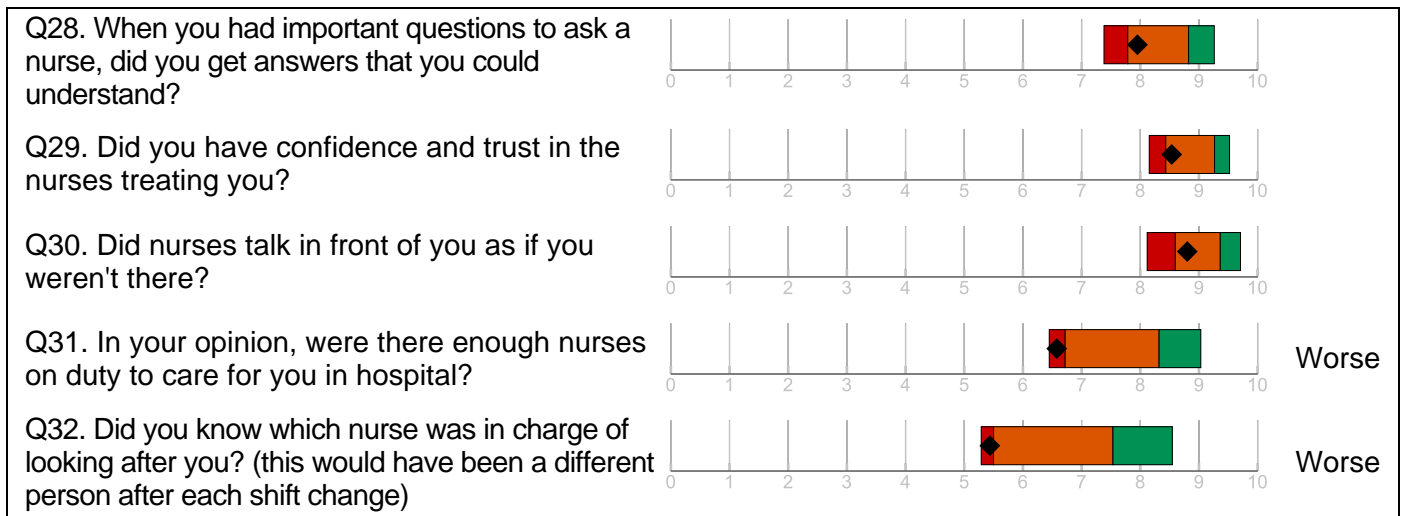 Q28. When you had important questions to ask a
nurse, did you get answers that you could
understand?
0 1 2 3 4 5 6 7 8 9 10
Q29. Did you have confidence and trust in the
nurses treating you?
0 1 2 3 4 5 6 7 8 9 10
Q30. Did nurses talk in front of you as if you
weren't there?
0 1 2 3 4 5 6 7 8 9 10
Q31. In your opinion, were there enough nurses
on duty to care for you in hospital?
0 1 2 3 4 5 6 7 8 9 10
Worse
Q32. Did you know which nurse was in charge of
looking after you? (this would have been a different
person after each shift change)
0 1 2 3 4 5 6 7 8 9 10
Worse